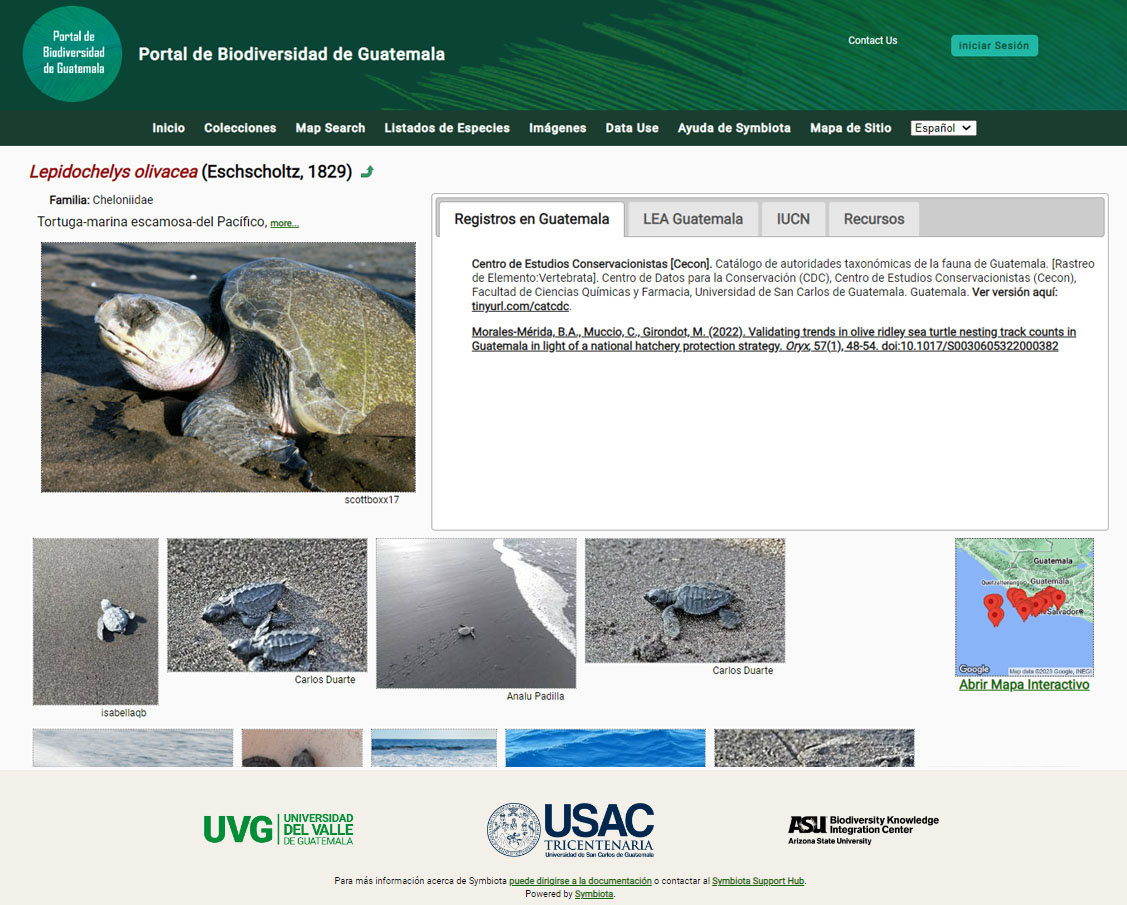 Portal de
Biodiversidad
de Guatemala
Portal de Biodiversidad de Guatemala
Contact Us
Iniciar Sesión
Inicio Colecciones Map Search Listados de Especies Imágenes Data Use Ayuda de Symbiota Mapa de Sitio Español
Lepidochelys olivacea (Eschscholtz, 1829)
Familia: Cheloniidae
Tortuga-marina escamosa-del Pacífico, more...
scottboxx17
Registros en Guatemala LEA Guatemala IUCN Recursos
Centro de Estudios Conservacionistas [Cecon]. Catálogo de autoridades taxonómicas de la fauna de Guatemala. [Rastreo
de Elemento:Vertebrata]. Centro de Datos para la Conservación (CDC), Centro de Estudios Conservacionistas (Cecon),
Facultad de Ciencias Químicas y Farmacia, Universidad de San Carlos de Guatemala. Guatemala. Ver versión aquí:
tinyurl.com/catcdc.
Morales-Mérida, B.A., Muccio, C., Girondot, M. (2022). Validating trends in olive ridley sea turtle nesting track counts in
Guatemala in light of a national hatchery protection strategy. Oryx, 57(1), 48-54. doi:10.1017/S0030605322000382
isabellaqb
Carlos Duarte
Analu Padilla
Carlos Duarte
Guatemala
Quetzaltenango
Guatemala
Salvador
Google
Map data ©2023 Google, INEGI
Abrir Mapa Interactivo
UVG
UNIVERSIDAD
DEL VALLE
DE GUATEMALA
USAC
TRICENTENARIA
Universidad de San Carlos de Guatemala
ASU Biodiversity Knowledge
Integration Center
Arizona State University
Para más información acerca de Symbiota puede dirigirse a la documentación o contactar al Symbiota Support Hub.
Powered by Symbiota.